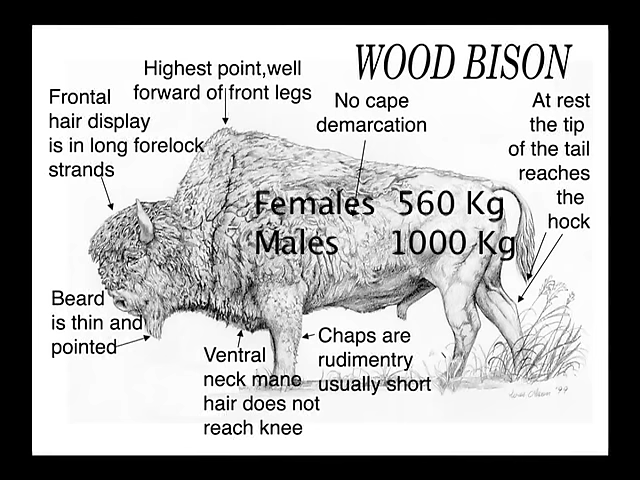 WOOD BISON
Highest point,well
forward of front legs
Frontal
hair display
is in long forelock
strands
No cape
demarcation
At rest
the tip
of the tail
reaches
the
hock
Females 560 Kg
Males 1000 Kg
Beard
is thin and
pointed
Ventral
neck mane
hair does not
reach knee
Chaps are
rudimentry
usually short
'99